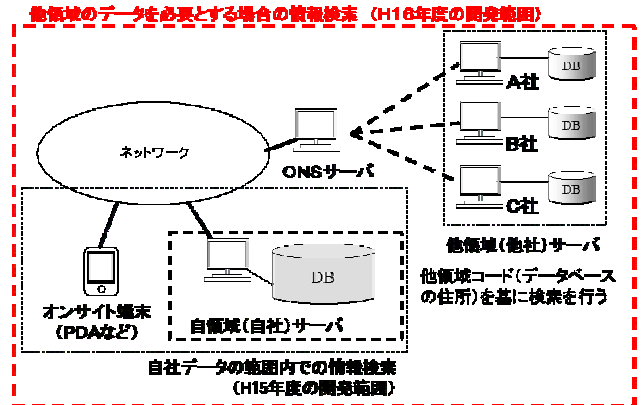 他領域のデータを必要とする場合の情報検索 (H16年度の開発範囲)
DB
A社
DB
B社
DB
C社
ネットワーク
ONSサーバ
他領域(他社)サーバ
他領域コード(データベース
の住所)を基に検索を行う
DB
オンサイト端末
(PDAなど)
自領域(自社)サーバ
自社データの範囲内での情報検索
(H15年度の開発範囲)